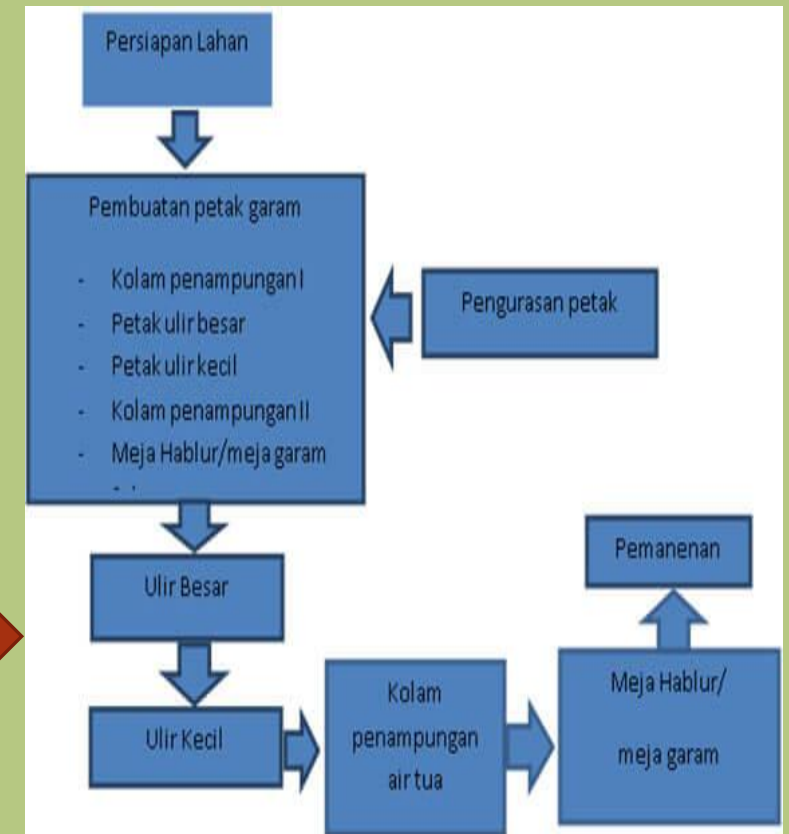 Persiapan Lahan
Pembuatan petak garam
- Kolam penampungan I
- Petak ulir besar
- Petak ulir kecil
- Kolam penampungan II
- Meja Hablur/meja garam
Pengurasan petak
Ulir Besar
Ulir Kecil
Kolam
penampungan
air tua
Meja Hablur/
meja garam
Pemanenan